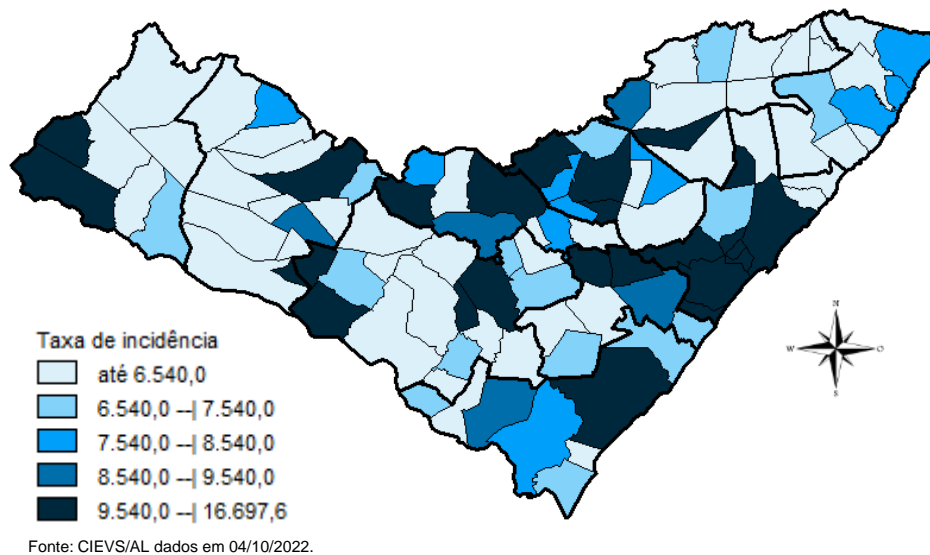 Taxa de incidência
até 6.540,0
6.540,0 --| 7.540,0
7.540,0 --| 8.540,0
8.540,0 --| 9.540,0
9.540,0 --| 16.697,6
N
W O
S
Fonte: CIEVS/AL dados em 04/10/2022.